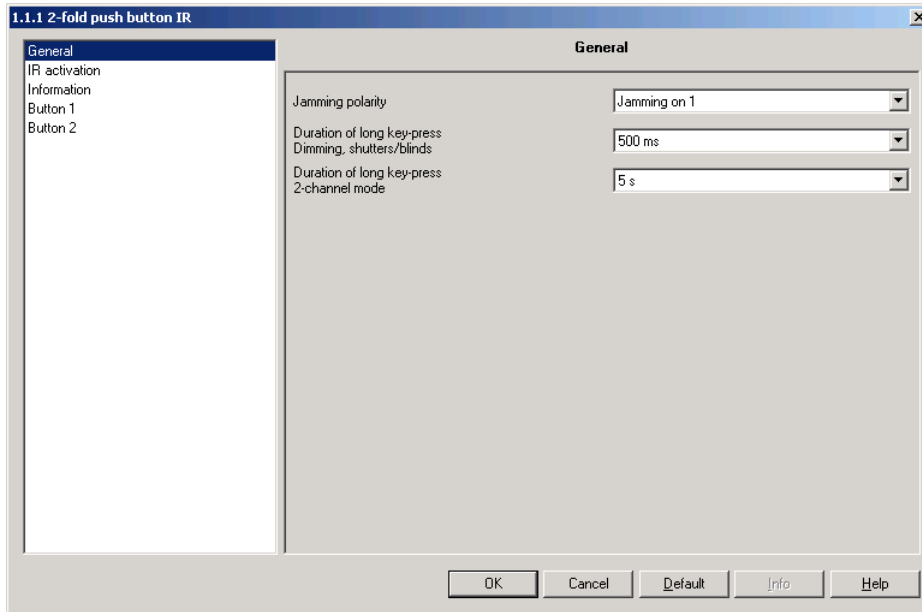 1.1.1 2-fold push button IR
General
IR activation
Information
Button 1
Button 2
General
Jamming polarity
Jamming on 1
Duration of long key-press
Dimming, shutters/blinds
500 ms
Duration of long key-press
2-channel mode
5 s
OK
Cancel
Default
Info
Help